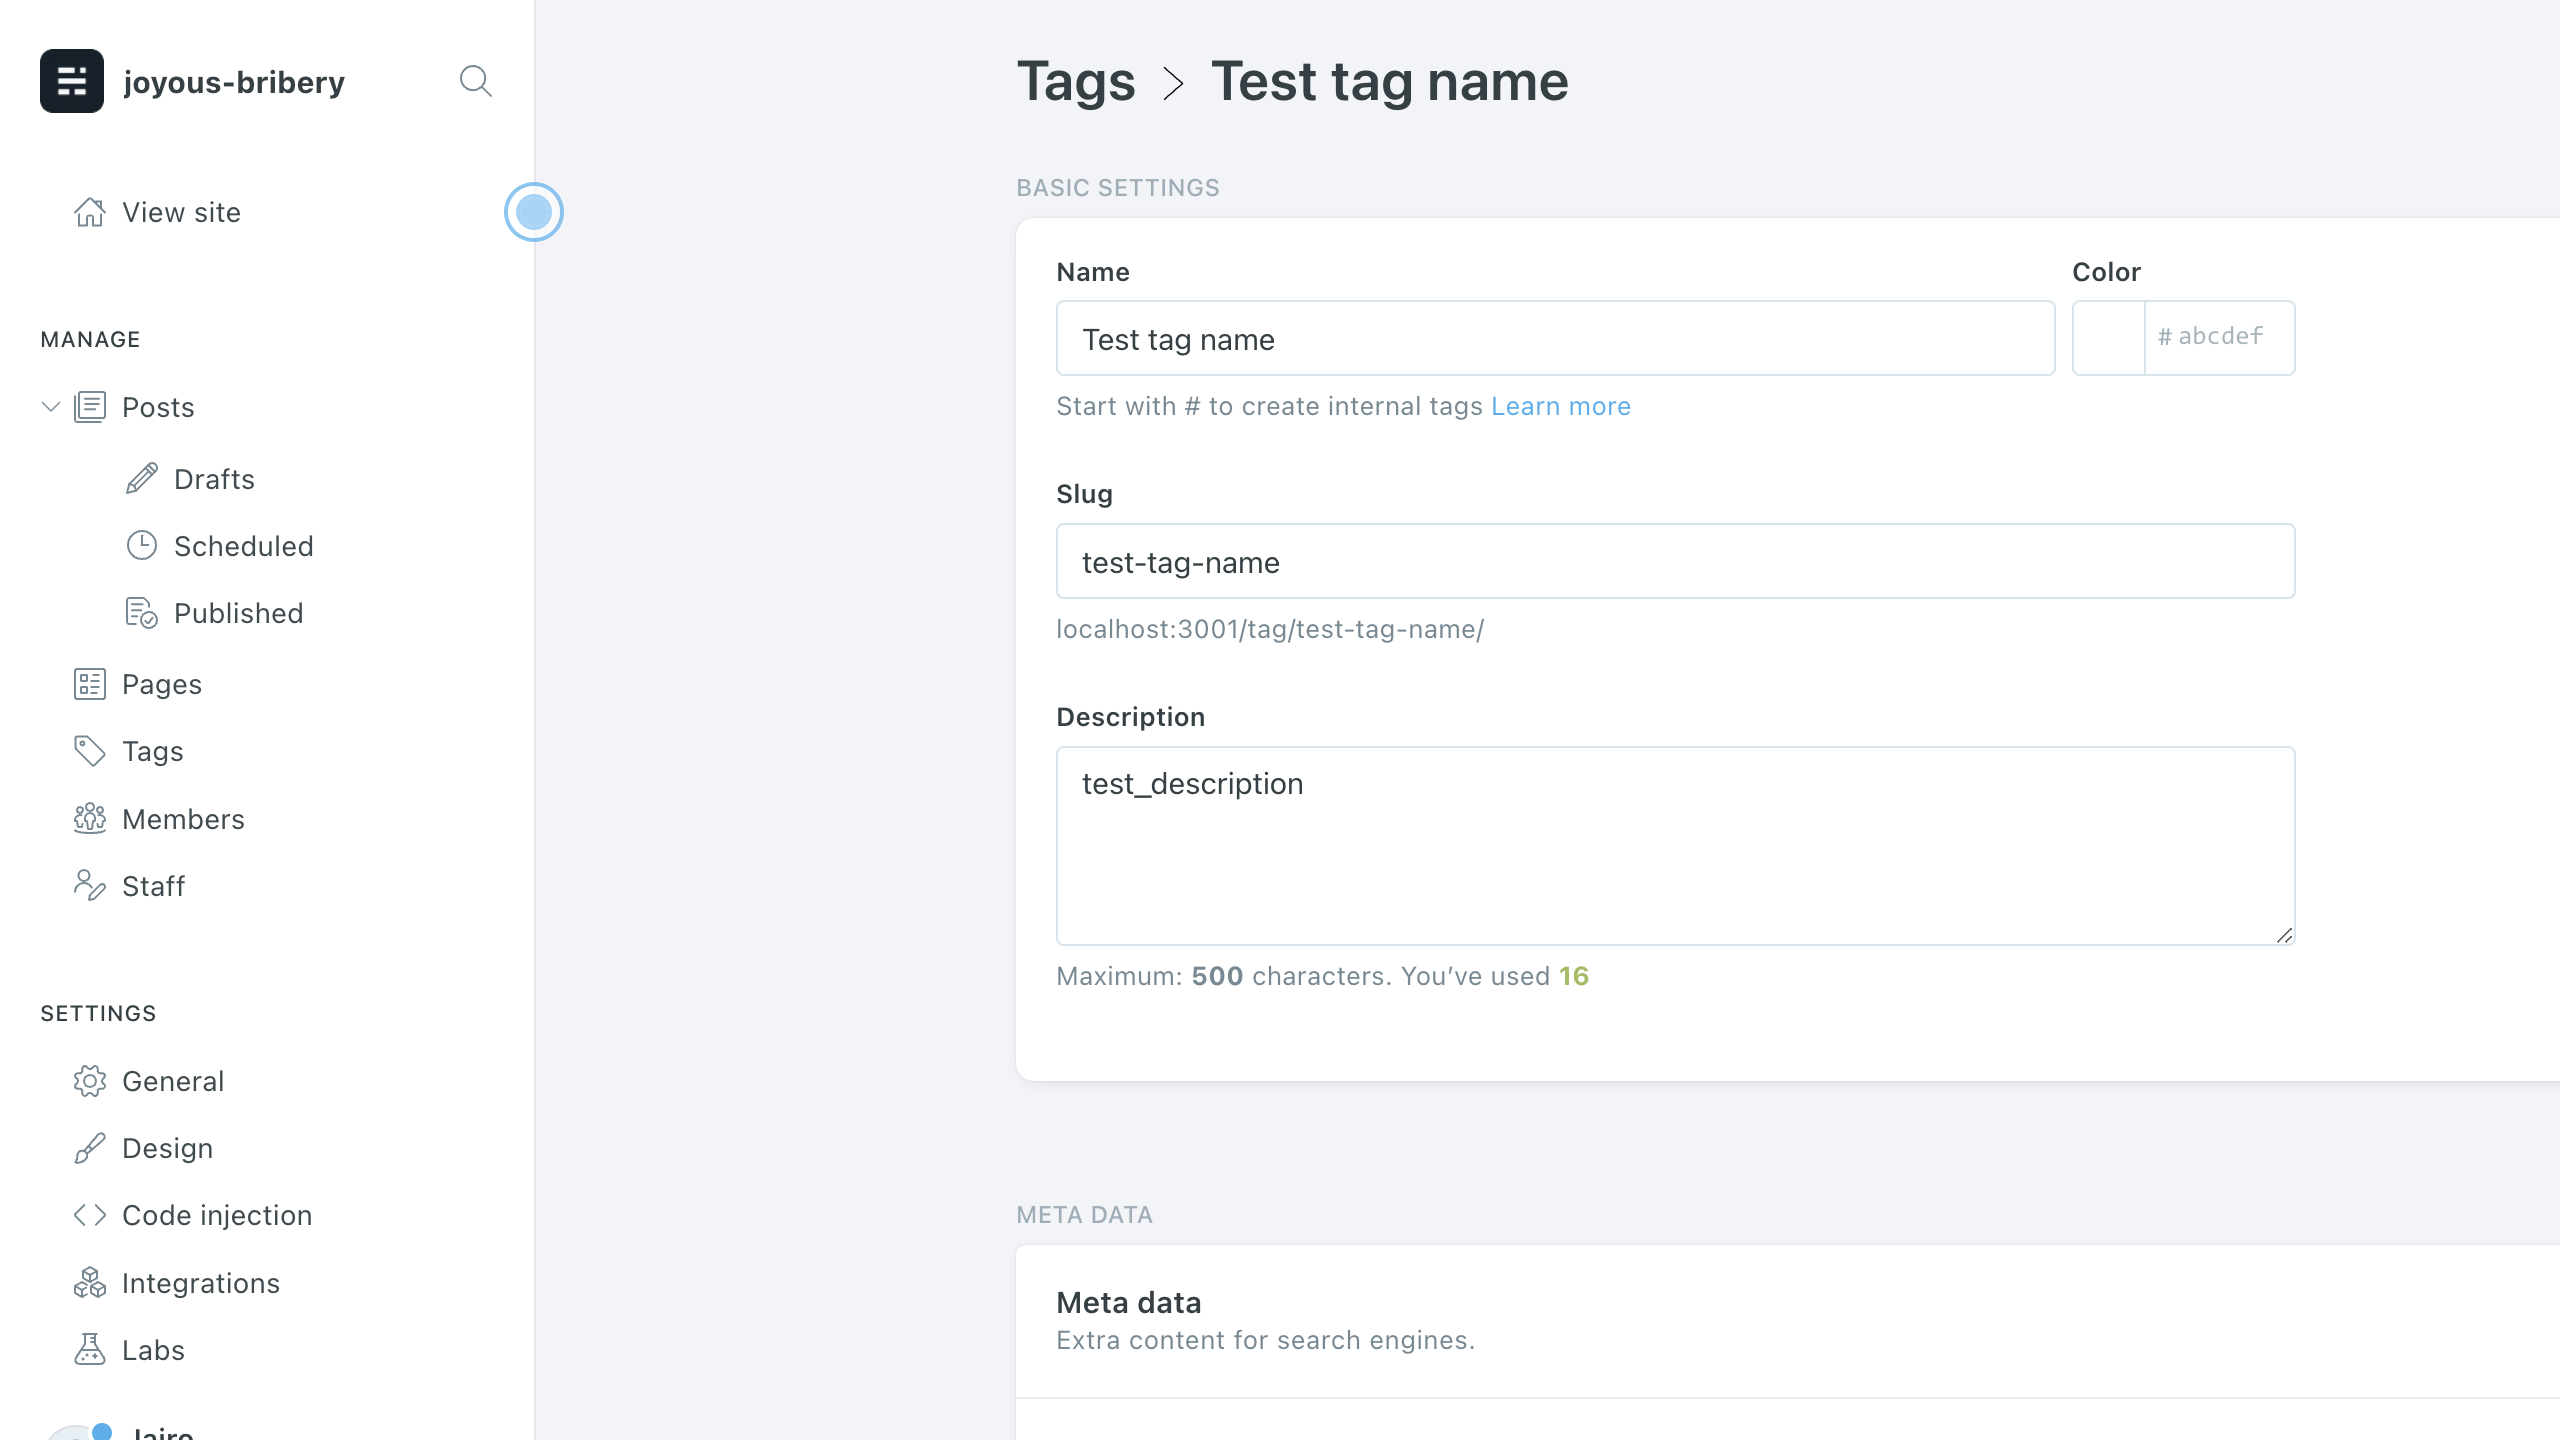 joyous-bribery
View site
MANAGE
Posts
Drafts
Scheduled
Published
Pages
Tags
Members
Staff
SETTINGS
General
Design
Code injection
Integrations
Labs
Jairo
Tags > Test tag name
BASIC SETTINGS
Name
Test tag name
Start with # to create internal tags Learn more
Color
# abcdef
Slug
test-tag-name
localhost:3001/tag/test-tag-name/
Description
test_description
Maximum: 500 characters. You’ve used 16
META DATA
Meta data
Extra content for search engines.